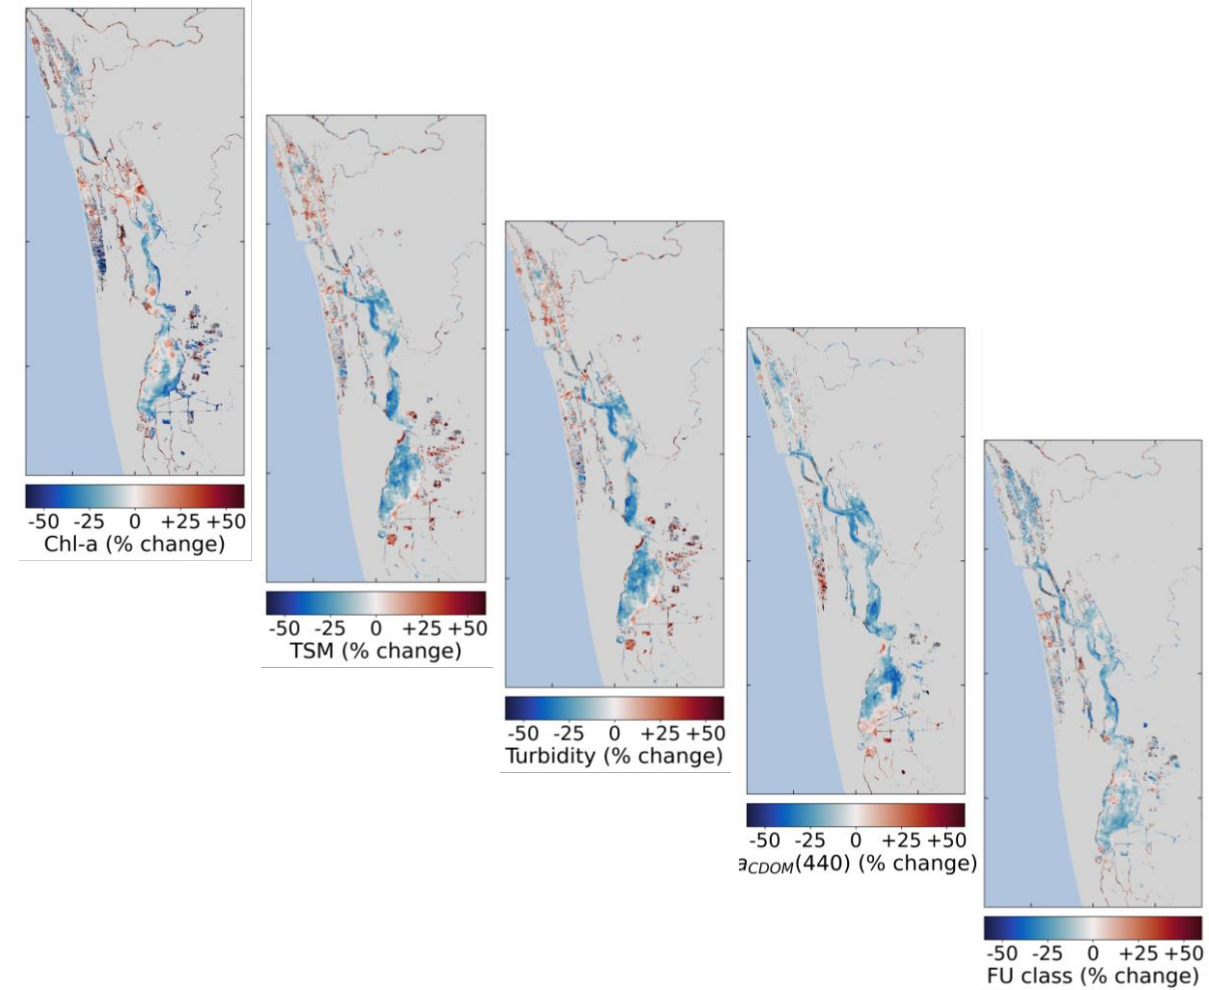 -50 -25 0 +25 +50
Chl-a (% change)
-50 -25 0 +25 +50
TSM (% change)
-50 -25 0 +25 +50
Turbidity (% change)
-50 -25 0 +25 +50
aCDOM(440) (% change)
-50 -25 0 +25 +50
FU class (% change)